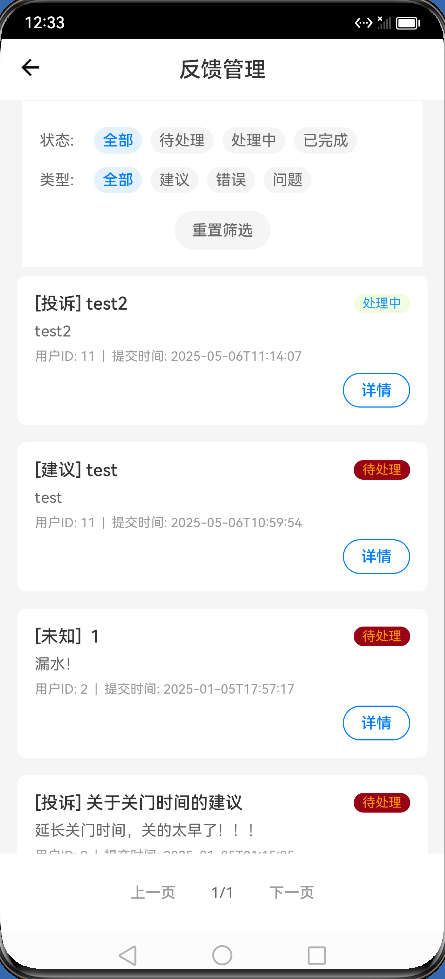 12:33
反馈管理
状态: 全部 待处理 处理中 已完成
类型: 全部 建议 错误 问题
重置筛选
[投诉] test2 处理中
test2
用户ID: 11 | 提交时间: 2025-05-06T11:14:07
详情
[建议] test 待处理
test
用户ID: 11 | 提交时间: 2025-05-06T10:59:54
详情
[未知] 1 待处理
漏水!
用户ID: 2 | 提交时间: 2025-01-05T17:57:17
详情
[投诉] 关于关门时间的建议 待处理
延长关门时间，关的太早了！！！
上一页 1/1 下一页